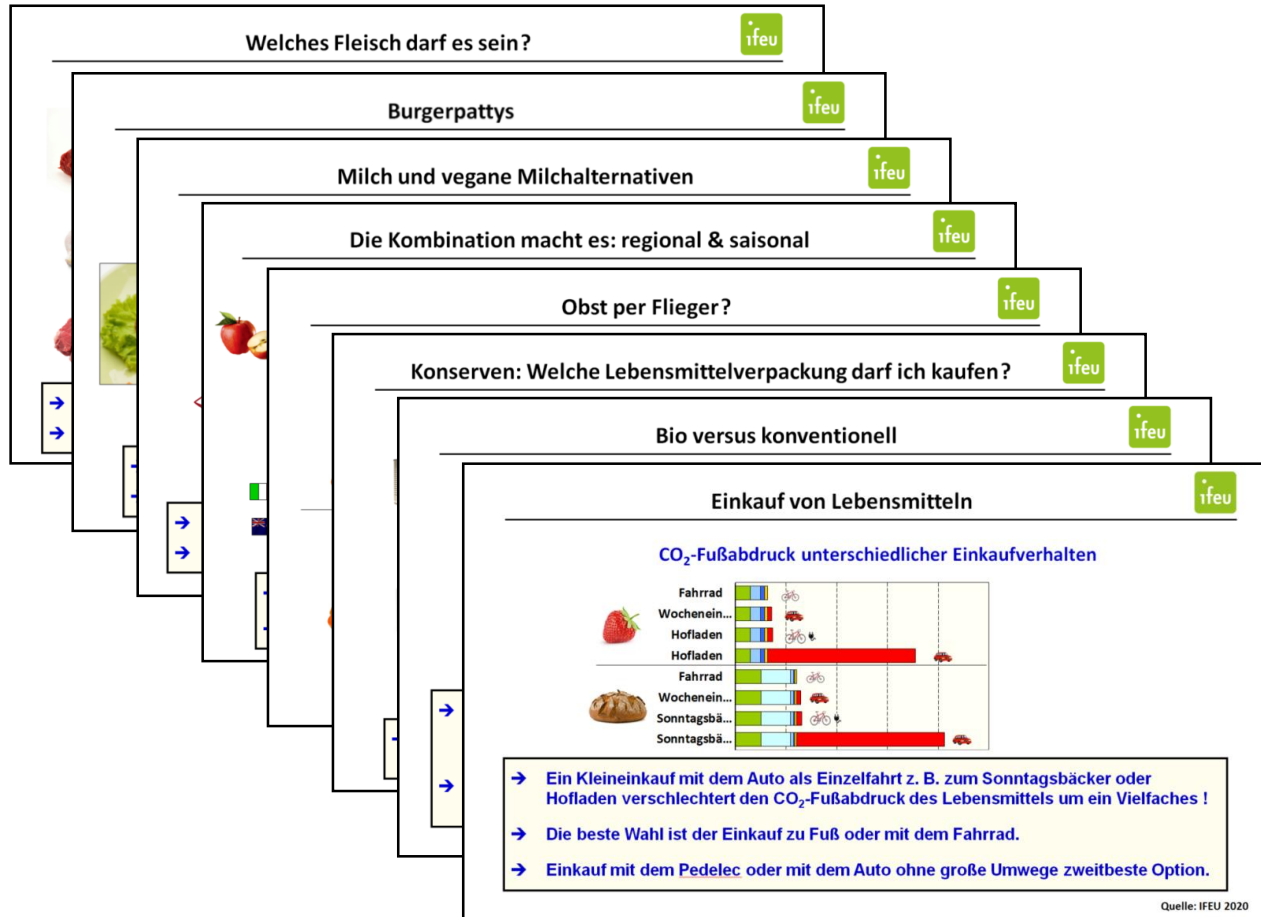 Welches Fleisch darf es sein?
ifeu
Burgerpattys
ifeu
Milch und vegane Milchalternativen
ifeu
Die Kombination macht es: regional & saisonal
ifeu
Obst per Flieger?
ifeu
Konserven: Welche Lebensmittelverpackung darf ich kaufen?
ifeu
Bio versus konventionell
ifeu
Einkauf von Lebensmitteln
ifeu
CO₂-Fußabdruck unterschiedlicher Einkaufverhalten
Fahrrad
Wochenein...
Hofladen
Hofladen
Fahrrad
Wochenein...
Sonntagsbä...
Sonntagsbä...
→ Ein Kleineinkauf mit dem Auto als Einzelfahrt z. B. zum Sonntagsbäcker oder
Hofladen verschlechtert den CO₂-Fußabdruck des Lebensmittels um ein Vielfaches !
→ Die beste Wahl ist der Einkauf zu Fuß oder mit dem Fahrrad.
→ Einkauf mit dem Pedelec oder mit dem Auto ohne große Umwege zweitbeste Option.
Quelle: IFEU 2020